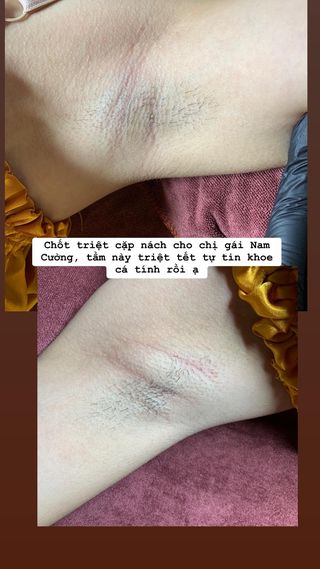 Chốt triệt cặp nách cho chị gái Nam
Cường, tầm này triệt tết tự tin khoe
cá tính rồi ạ